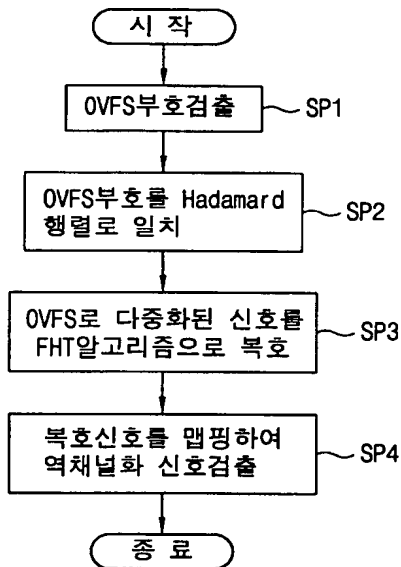 시 작
OVFS부호검출
SP1
OVFS부호를 Hadamard
행렬로 일치
SP2
OVFS로 다중화된 신호를
FHT알고리즘으로 복호
SP3
복호신호를 맵핑하여
역채널화 신호검출
SP4
종 료